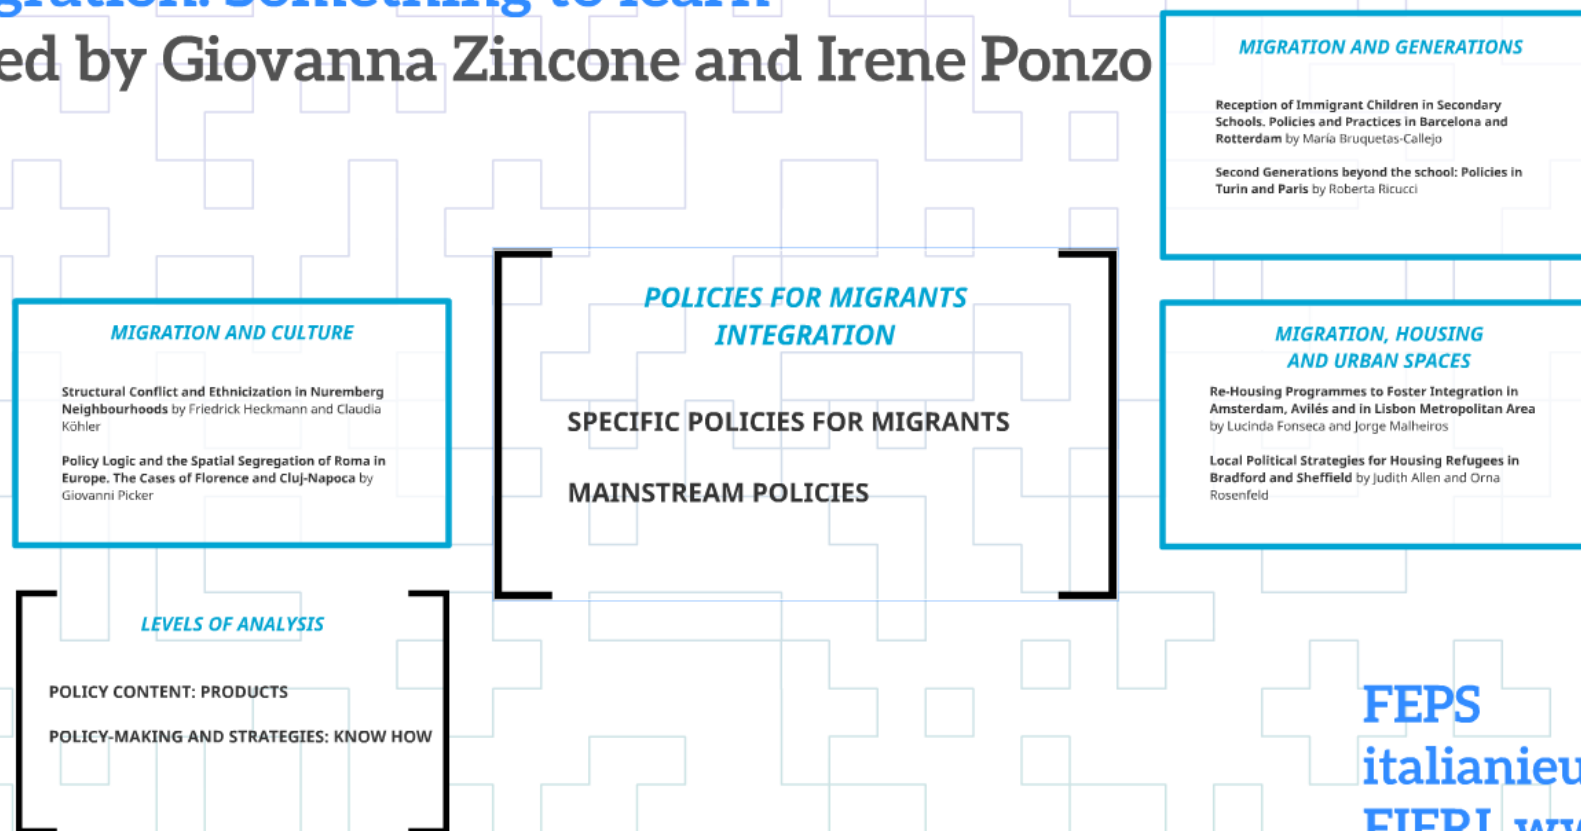 Something to learn
by Giovanna Zincone and Irene Ponzo
MIGRATION AND GENERATIONS
Reception of Immigrant Children in Secondary
Schools. Policies and Practices in Barcelona and
Rotterdam by María Bruquetas-Callejo
Second Generations beyond the school: Policies in
Turin and Paris by Roberta Ricucci
MIGRATION AND CULTURE
Structural Conflict and Ethnicization in Nuremberg
Neighbourhoods by Friedrick Heckmann and Claudia
Köhler
Policy Logic and the Spatial Segregation of Roma in
Europe. The Cases of Florence and Cluj-Napoca by
Giovanni Picker
POLICIES FOR MIGRANTS
INTEGRATION
SPECIFIC POLICIES FOR MIGRANTS
MAINSTREAM POLICIES
MIGRATION, HOUSING
AND URBAN SPACES
Re-Housing Programmes to Foster Integration in
Amsterdam, Avilés and in Lisbon Metropolitan Area
by Lucinda Fonseca and Jorge Malheiros
Local Political Strategies for Housing Refugees in
Bradford and Sheffield by Judith Allen and Orna
Rosenfeld
LEVELS OF ANALYSIS
POLICY CONTENT: PRODUCTS
POLICY-MAKING AND STRATEGIES: KNOW HOW
FEPS
italianieu
FIERI